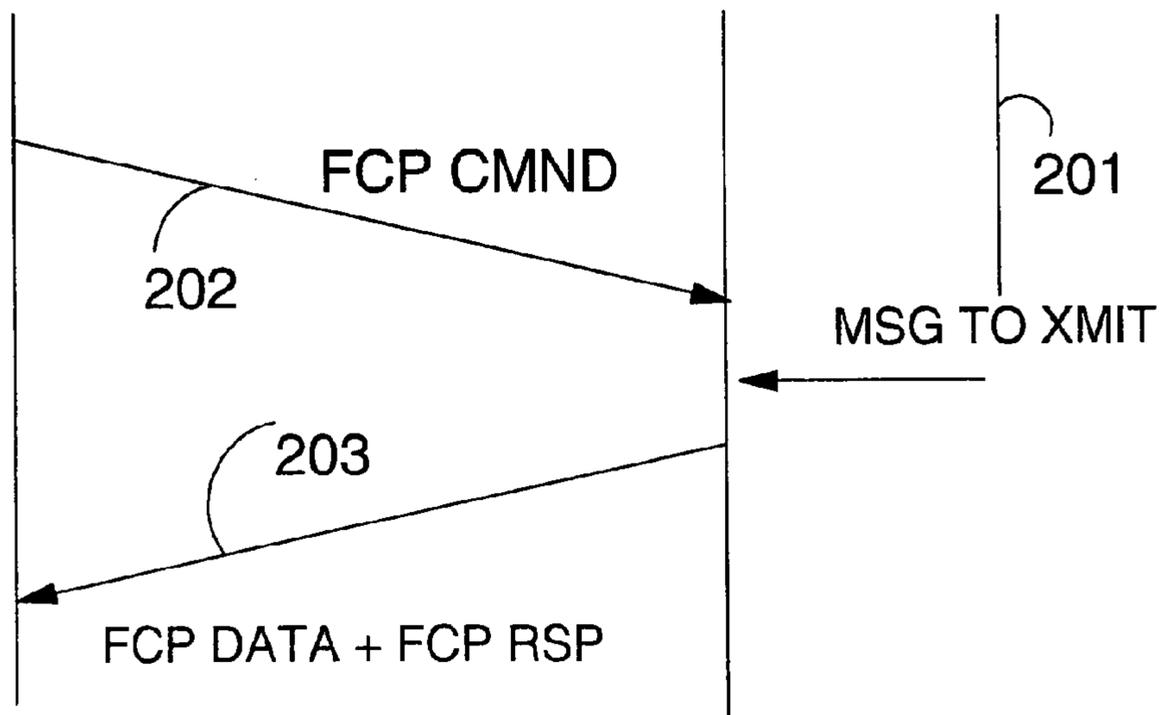 FCP CMND
201
202
MSG TO XMIT
203
FCP DATA + FCP RSP